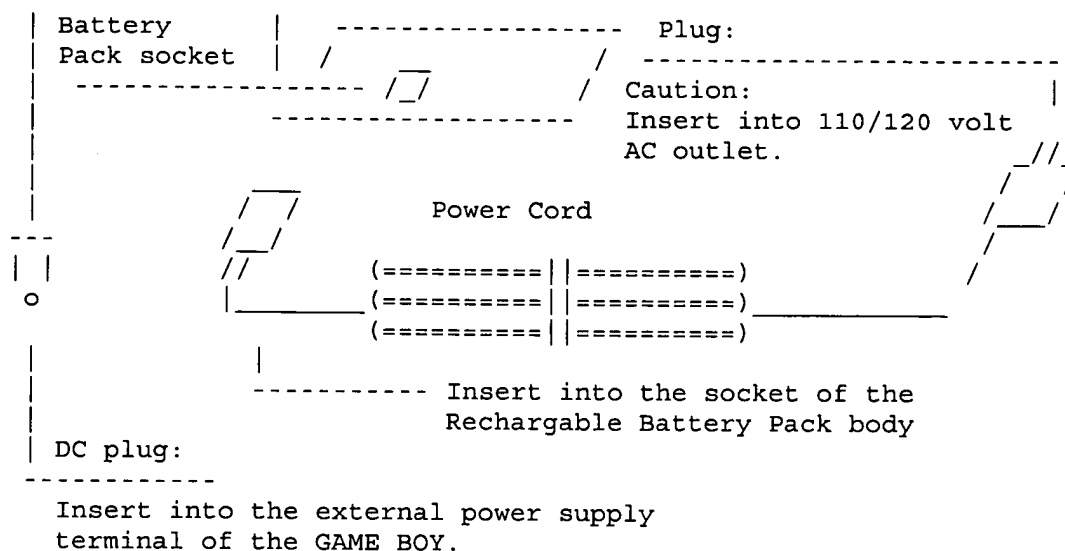 Battery
Pack socket
Plug:
Caution:
Insert into 110/120 volt
AC outlet.
Power Cord
Insert into the socket of the
Rechargable Battery Pack body
DC plug:
Insert into the external power supply
terminal of the GAME BOY.